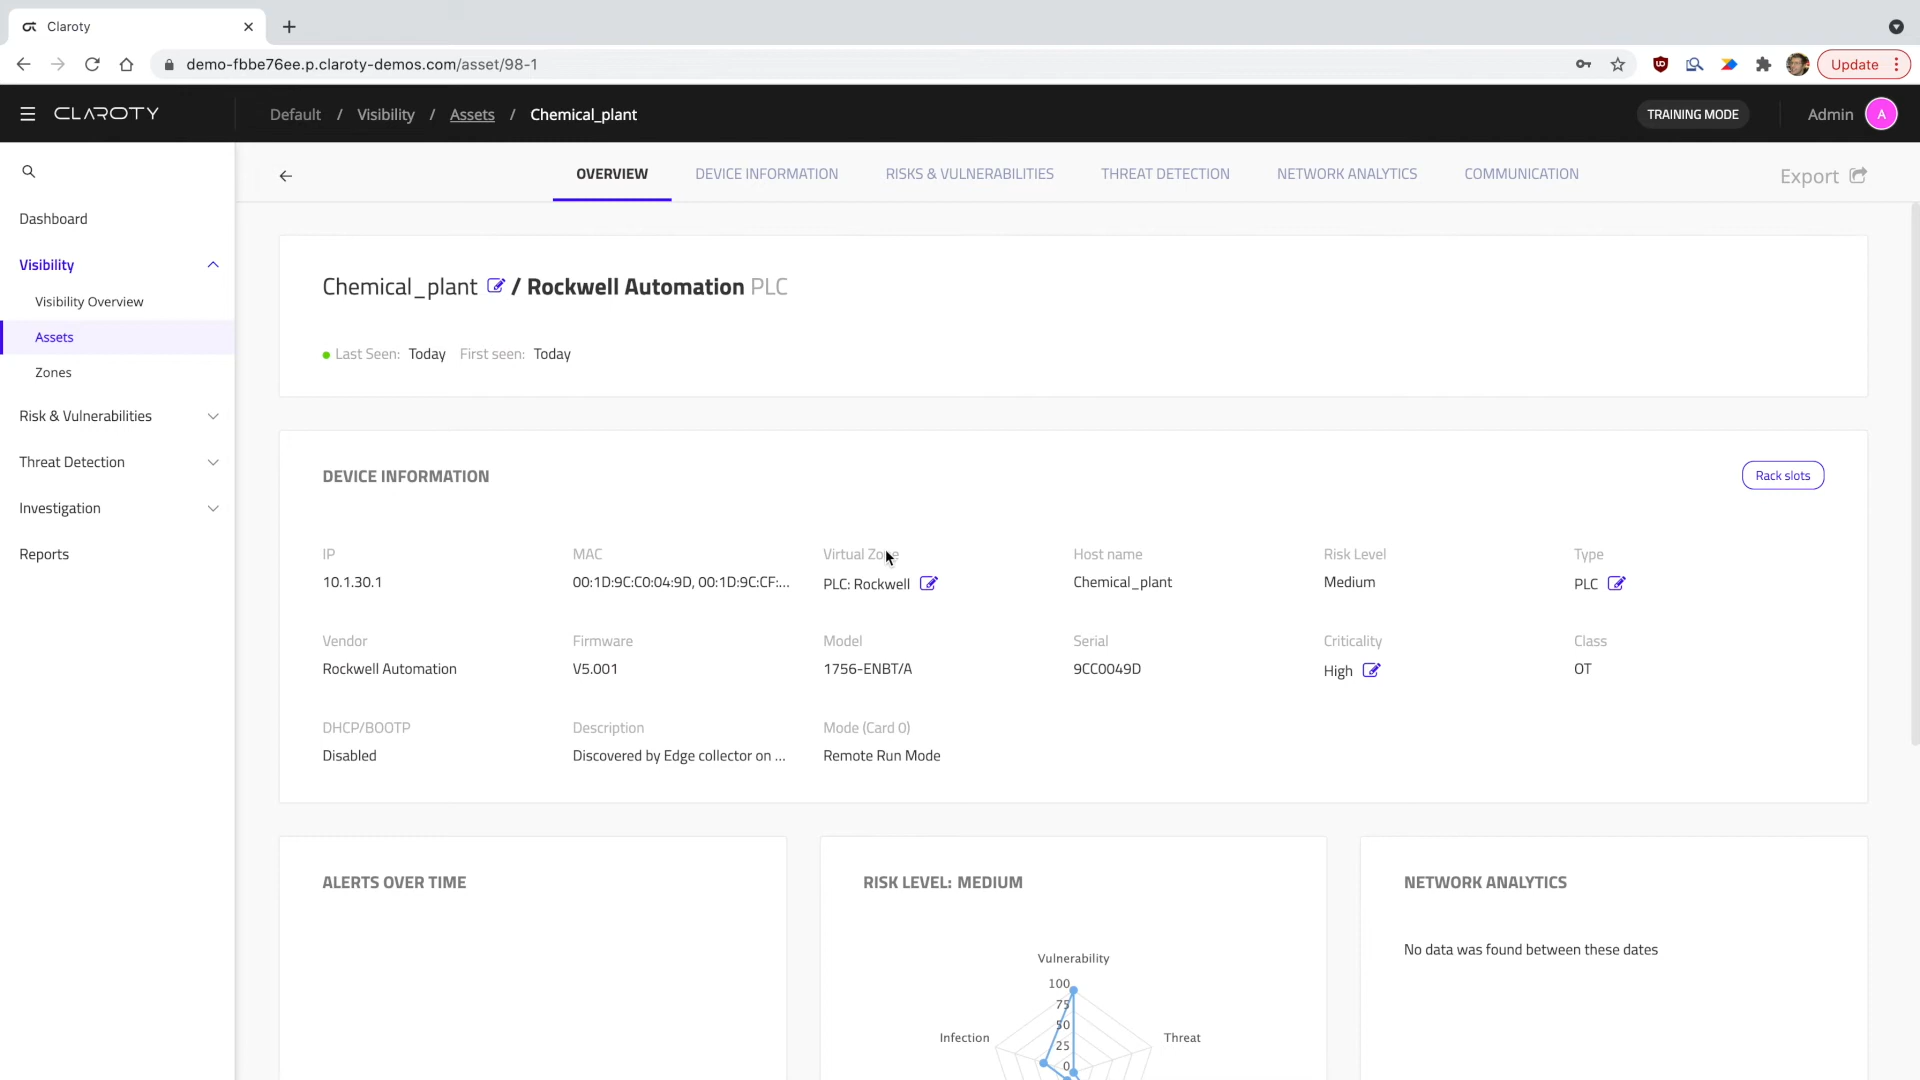 Claroty
demo-fbbe76ee.p.claroty-demos.com/asset/98-1
Update
CLAROTY
Default / Visibility / Assets / Chemical_plant
TRAINING MODE
Admin A
OVERVIEW DEVICE INFORMATION RISKS & VULNERABILITIES THREAT DETECTION NETWORK ANALYTICS COMMUNICATION
Export
Dashboard
Visibility
Visibility Overview
Assets
Zones
Risk & Vulnerabilities
Threat Detection
Investigation
Reports
Chemical_plant / Rockwell Automation PLC
Last Seen: Today First seen: Today
DEVICE INFORMATION
Rack slots
IP MAC Virtual Zone Host name Risk Level Type
10.1.30.1 00:1D:9C:C0:04:9D, 00:1D:9C:CF:... PLC: Rockwell Chemical_plant Medium PLC
Vendor Firmware Model Serial Criticality Class
Rockwell Automation V5.001 1756-ENBT/A 9CC0049D High OT
DHCP/BOOTP Description Mode (Card 0)
Disabled Discovered by Edge collector on ... Remote Run Mode
ALERTS OVER TIME
RISK LEVEL: MEDIUM
Vulnerability
100
75
50
25
0
Infection
Threat
NETWORK ANALYTICS
No data was found between these dates